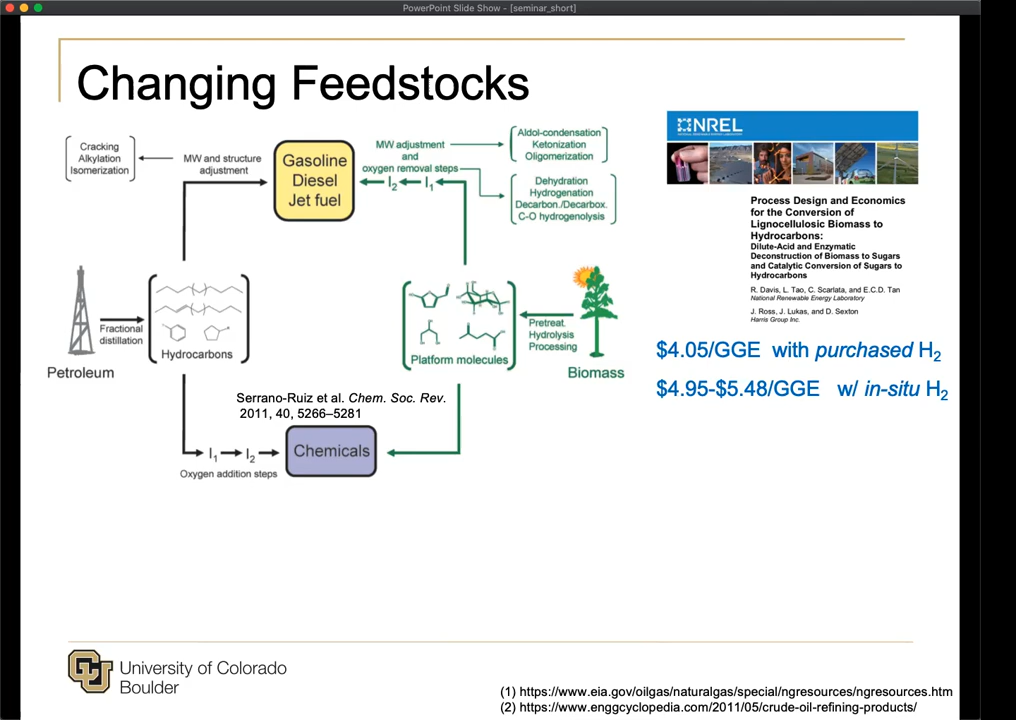 PowerPoint Slide Show - [seminar_short]
Changing Feedstocks
Cracking
Alkylation
Isomerization
MW and structure
adjustment
Gasoline
Diesel
Jet fuel
MW adjustment
and
oxygen removal steps
I2
I1
Aldol-condensation
Ketonization
Oligomerization
Dehydration
Hydrogenation
Decarbon./Decarbox.
C-O hydrogenolysis
Petroleum
Fractional
distillation
Hydrocarbons
Platform molecules
Pretreat.
Hydrolysis
Processing
Biomass
Serrano-Ruiz et al. Chem. Soc. Rev.
2011, 40, 5266–5281
I1
I2
Chemicals
Oxygen addition steps
NREL
Process Design and Economics
for the Conversion of
Lignocellulosic Biomass to
Hydrocarbons:
Dilute-Acid and Enzymatic
Deconstruction of Biomass to Sugars
and Catalytic Conversion of Sugars to
Hydrocarbons
R. Davis, L. Tao, C. Scarlata, and E.C.D. Tan
National Renewable Energy Laboratory
J. Ross, J. Lukas, and D. Sexton
Harris Group Inc.
$4.05/GGE with purchased H2
$4.95-$5.48/GGE w/ in-situ H2
CU
University of Colorado
Boulder
(1) https://www.eia.gov/oilgas/naturalgas/special/ngresources/ngresources.htm
(2) https://www.enggcyclopedia.com/2011/05/crude-oil-refining-products/